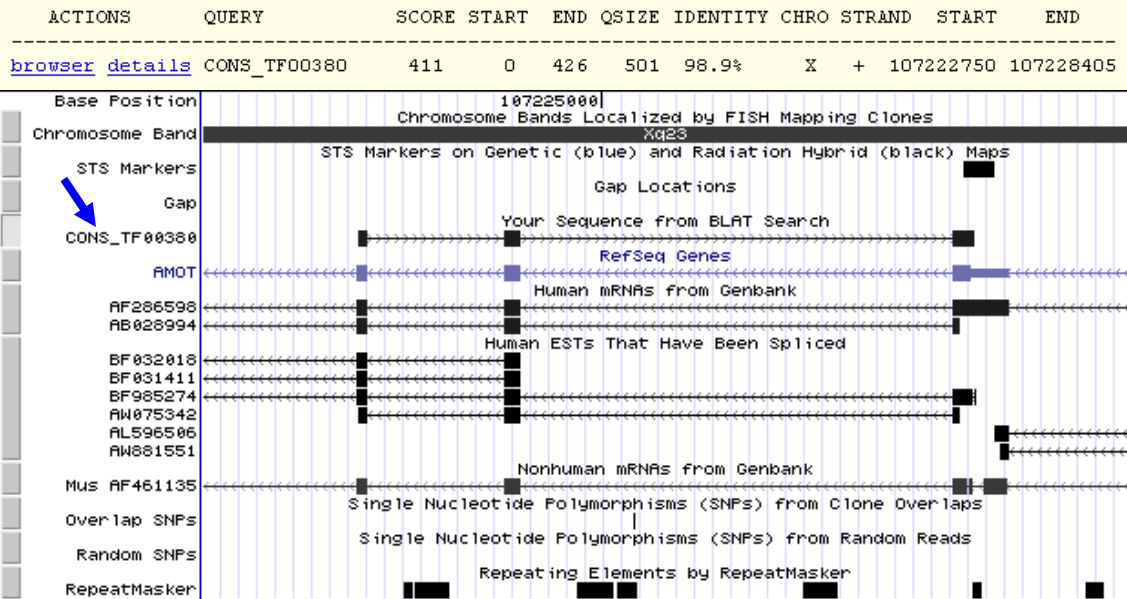 ACTIONS QUERY SCORE START END QSIZE IDENTITY CHRO STRAND START END
---------------------------------------------------------------------------------------------
browser details CONS_TF00380 411 0 426 501 98.9% X + 107222750 107228405
Base Position 107225000|
Chromosome Bands Localized by FISH Mapping Clones
Chromosome Band Xq23
STS Markers on Genetic (blue) and Radiation Hybrid (black) Maps
STS Markers
Gap Locations
Gap
Your Sequence from BLAT Search
CONS_TF00380
RefSeq Genes
AMOT
Human mRNAs from Genbank
AF286598
AB028994
Human ESTs That Have Been Spliced
BF032018
BF031411
BF985274
AW075342
AL596506
AW881551
Nonhuman mRNAs from Genbank
Mus AF461135
Single Nucleotide Polymorphisms (SNPs) from Clone Overlaps
Overlap SNPs
Single Nucleotide Polymorphisms (SNPs) from Random Reads
Random SNPs
Repeating Elements by RepeatMasker
RepeatMasker